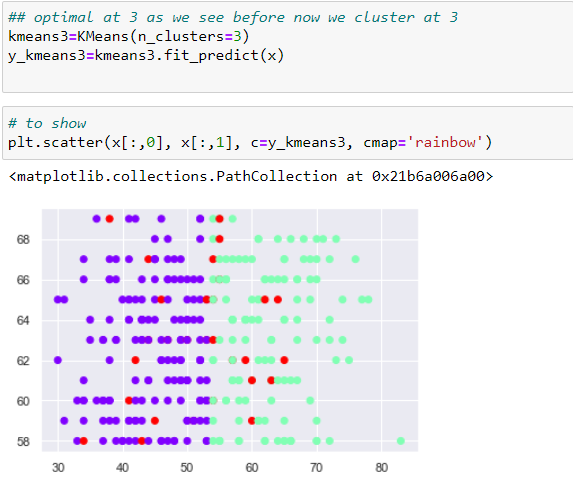 ## optimal at 3 as we see before now we cluster at 3
kmeans3=KMeans(n_clusters=3)
y_kmeans3=kmeans3.fit_predict(x)
# to show
plt.scatter(x[:,0], x[:,1], c=y_kmeans3, cmap='rainbow')
<matplotlib.collections.PathCollection at 0x21b6a006a00>
68
66
64
62
60
58
30 40 50 60 70 80